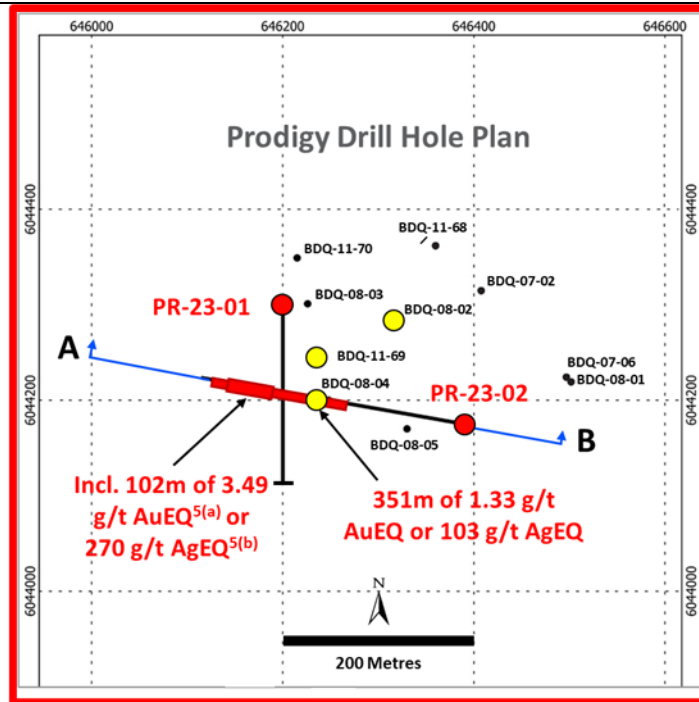 646000 646200 646400 646600
Prodigy Drill Hole Plan
6044400
6044400
BDQ-11-68
BDQ-11-70
BDQ-07-02
BDQ-08-03
PR-23-01
BDQ-08-02
A
BDQ-11-69
BDQ-07-06
BDQ-08-01
BDQ-08-04
6044200
6044200
PR-23-02
B
BDQ-08-05
Incl. 102m of 3.49
g/t AuEQ5(a) or
270 g/t AgEQ5(b)
351m of 1.33 g/t
AuEQ or 103 g/t AgEQ
6044000
6044000
N
200 Metres